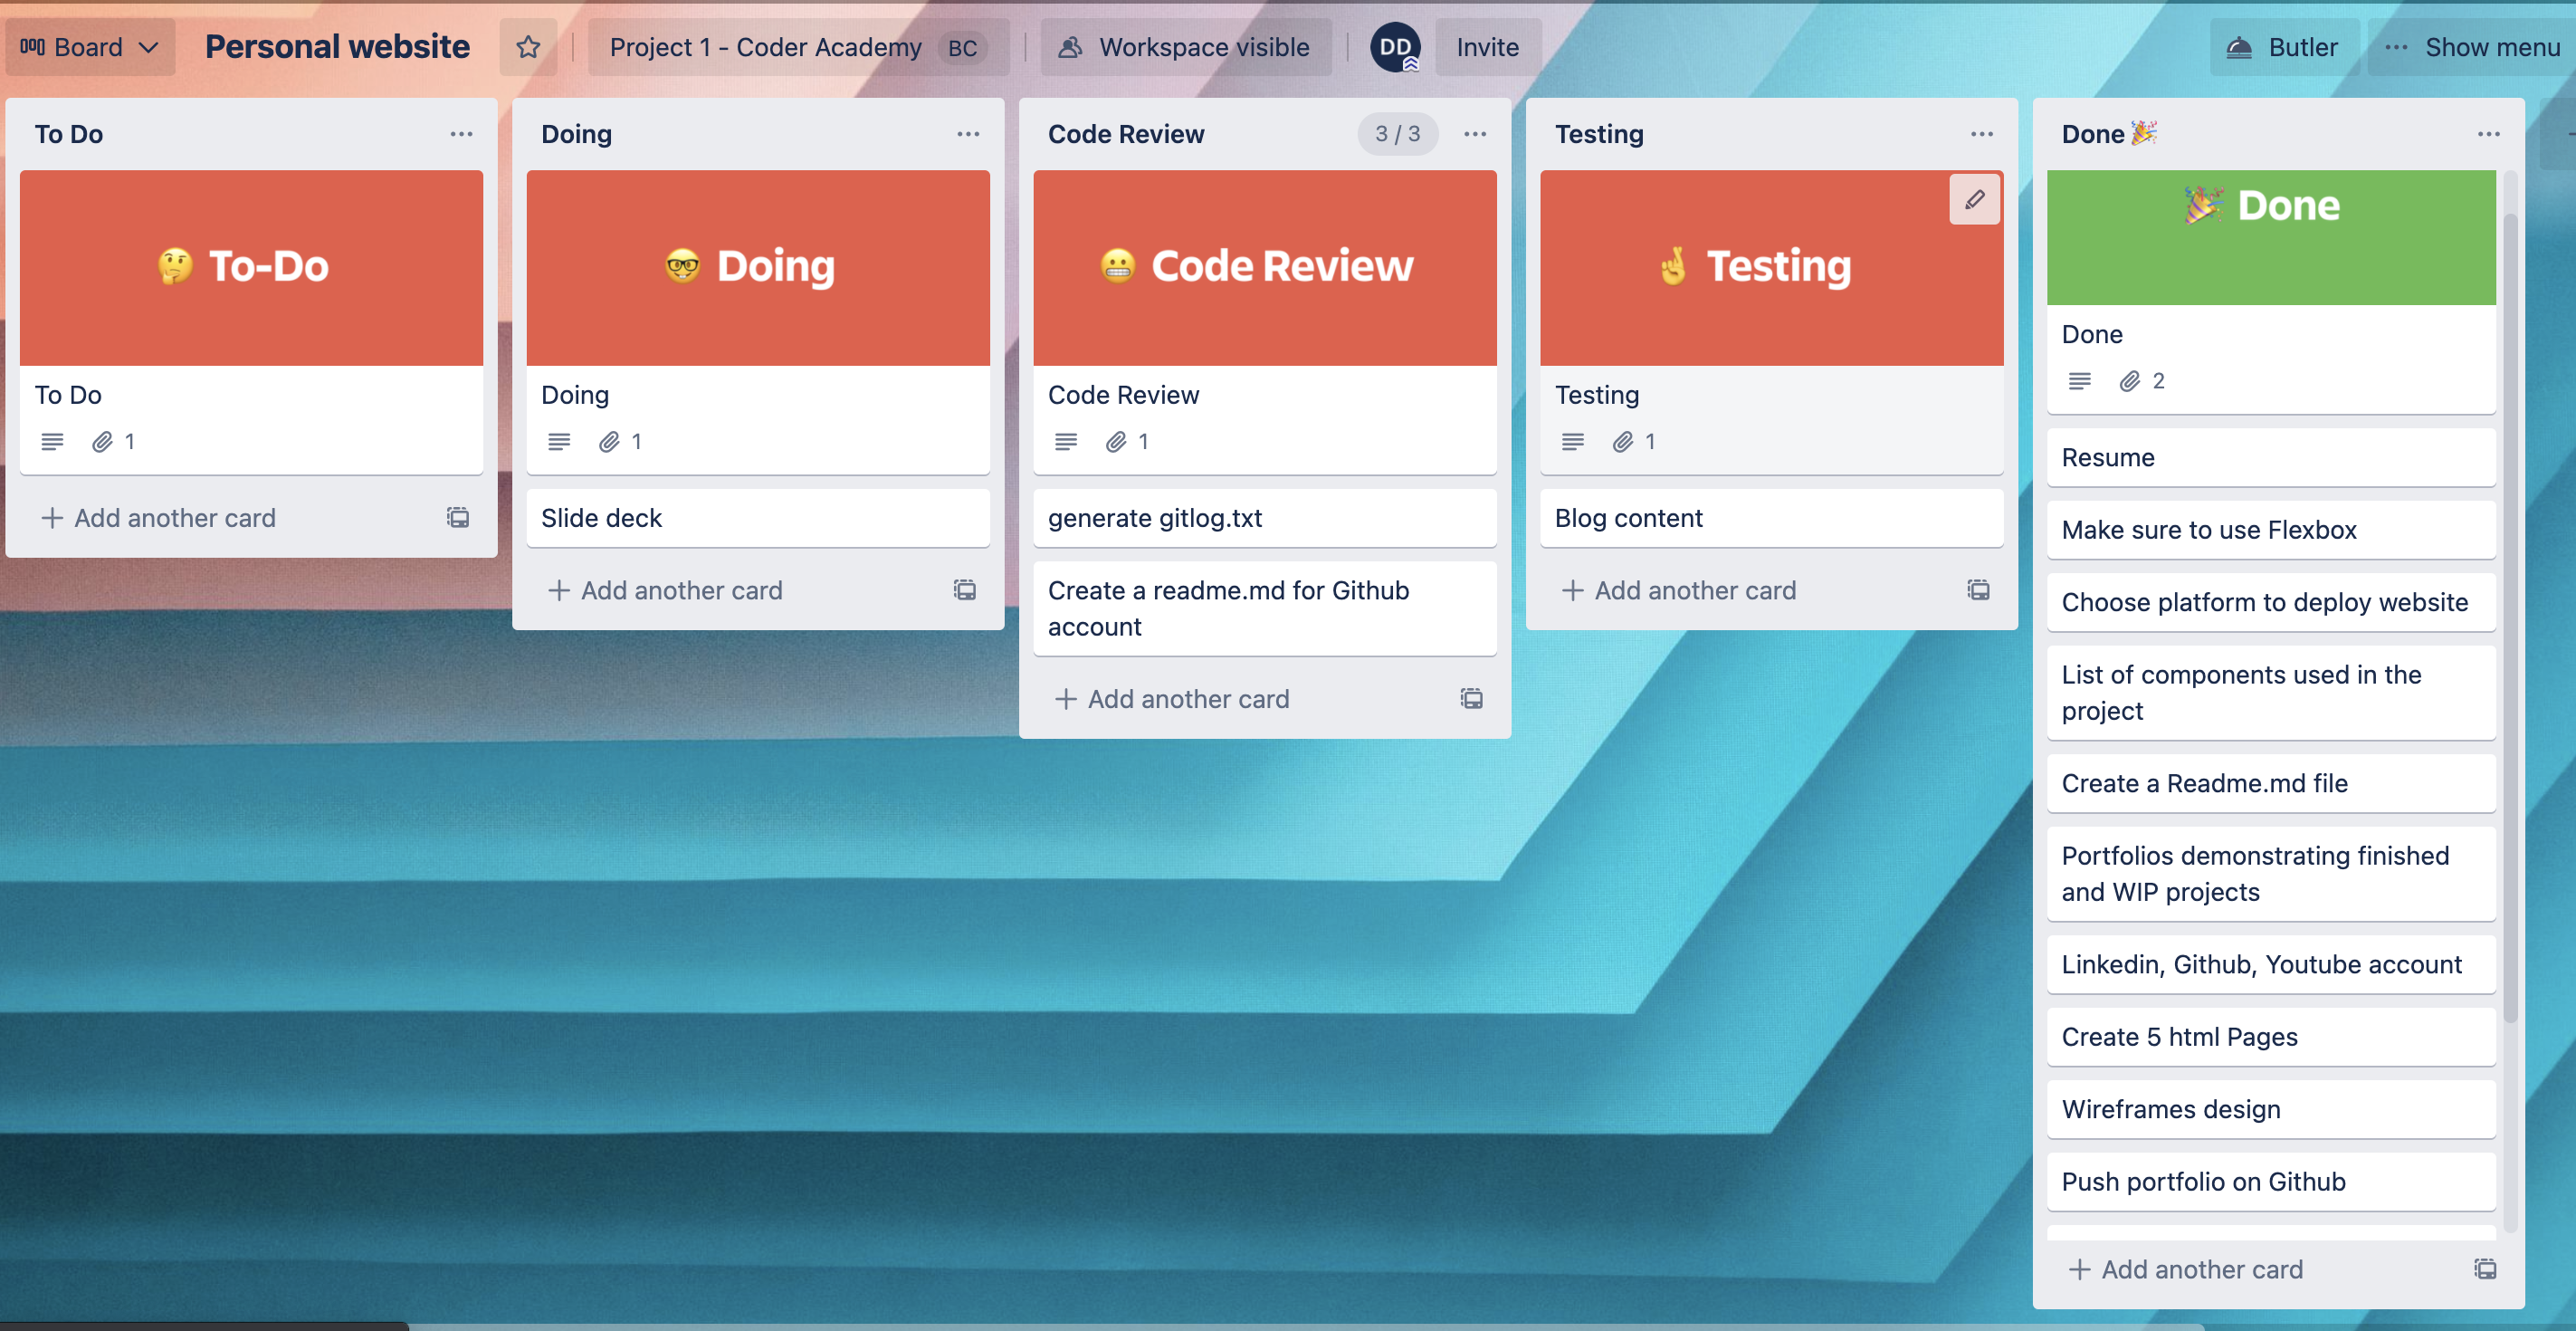 Board
Personal website
Project 1 - Coder Academy BC
Workspace visible
DD
Invite
Butler
Show menu
To Do
🤔 To-Do
To Do
1
Add another card
Doing
🤓 Doing
Doing
1
Slide deck
Add another card
Code Review 3 / 3
😬 Code Review
Code Review
1
generate gitlog.txt
Create a readme.md for Github
account
Add another card
Testing
🤞 Testing
Testing
1
Blog content
Add another card
Done 🎉
🎉 Done
Done
2
Resume
Make sure to use Flexbox
Choose platform to deploy website
List of components used in the
project
Create a Readme.md file
Portfolios demonstrating finished
and WIP projects
Linkedin, Github, Youtube account
Create 5 html Pages
Wireframes design
Push portfolio on Github
Add another card